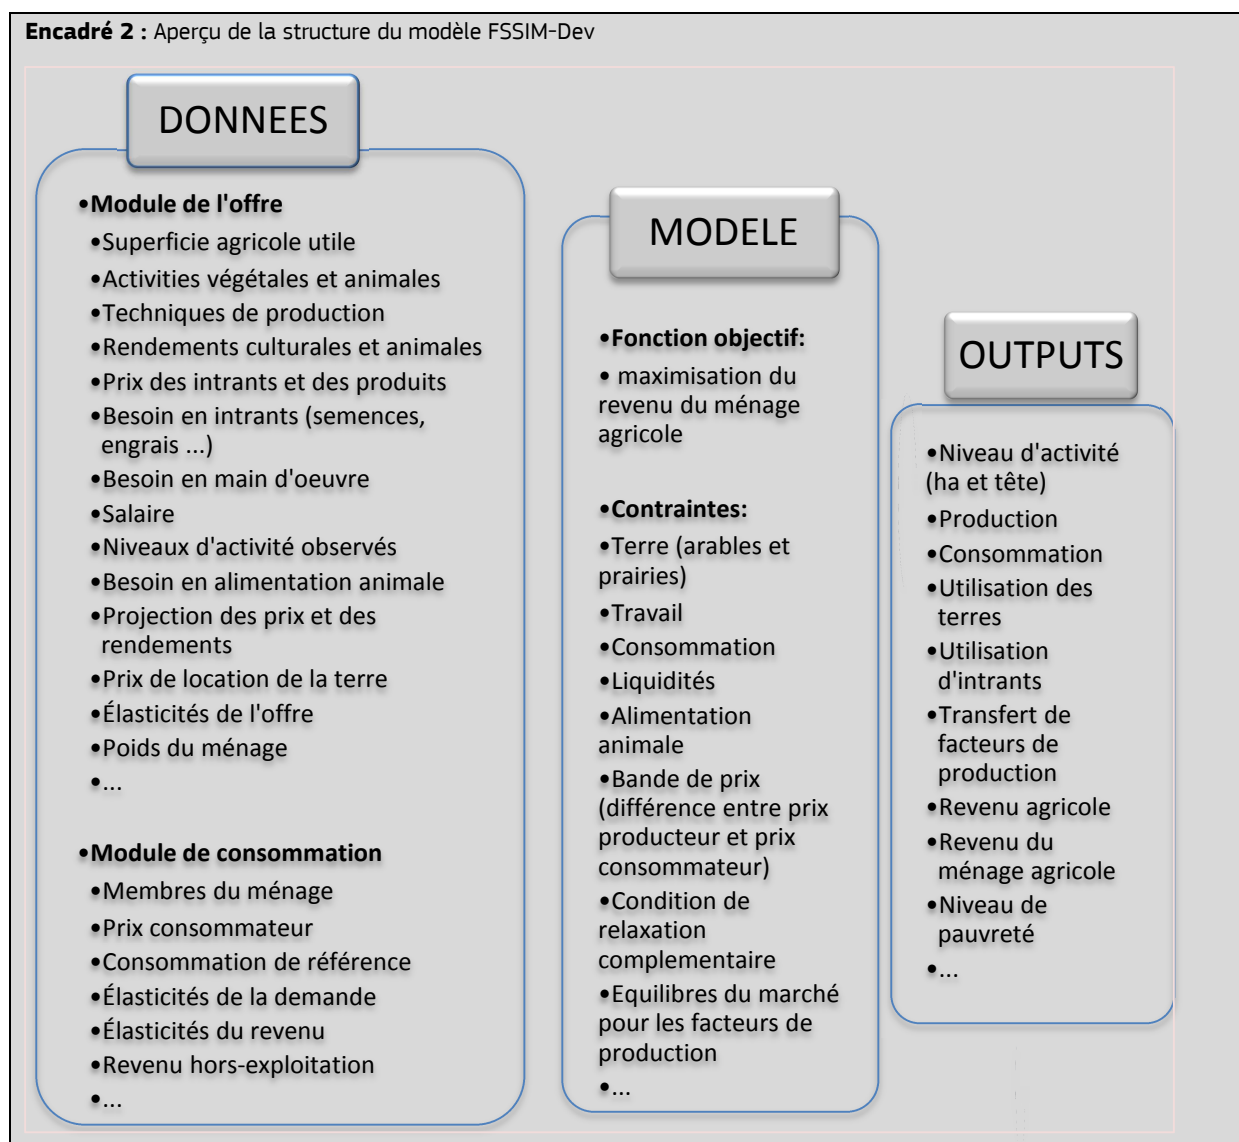 Encadré 2 : Aperçu de la structure du modèle FSSIM-Dev
DONNEES
•Module de l'offre
•Superficie agricole utile
•Activities végétales et animales
•Techniques de production
•Rendements culturales et animales
•Prix des intrants et des produits
•Besoin en intrants (semences,
engrais ...)
•Besoin en main d'oeuvre
•Salaire
•Niveaux d'activité observés
•Besoin en alimentation animale
•Projection des prix et des
rendements
•Prix de location de la terre
•Élasticités de l'offre
•Poids du ménage
•...
•Module de consommation
•Membres du ménage
•Prix consommateur
•Consommation de référence
•Élasticités de la demande
•Élasticités du revenu
•Revenu hors-exploitation
•...
MODELE
•Fonction objectif:
• maximisation du
revenu du ménage
agricole
•Contraintes:
•Terre (arables et
prairies)
•Travail
•Consommation
•Liquidités
•Alimentation
animale
•Bande de prix
(différence entre prix
producteur et prix
consommateur)
•Condition de
relaxation
complementaire
•Equilibres du marché
pour les facteurs de
production
•...
OUTPUTS
•Niveau d'activité
(ha et tête)
•Production
•Consommation
•Utilisation des
terres
•Utilisation
d'intrants
•Transfert de
facteurs de
production
•Revenu agricole
•Revenu du
ménage agricole
•Niveau de
pauvreté
•...